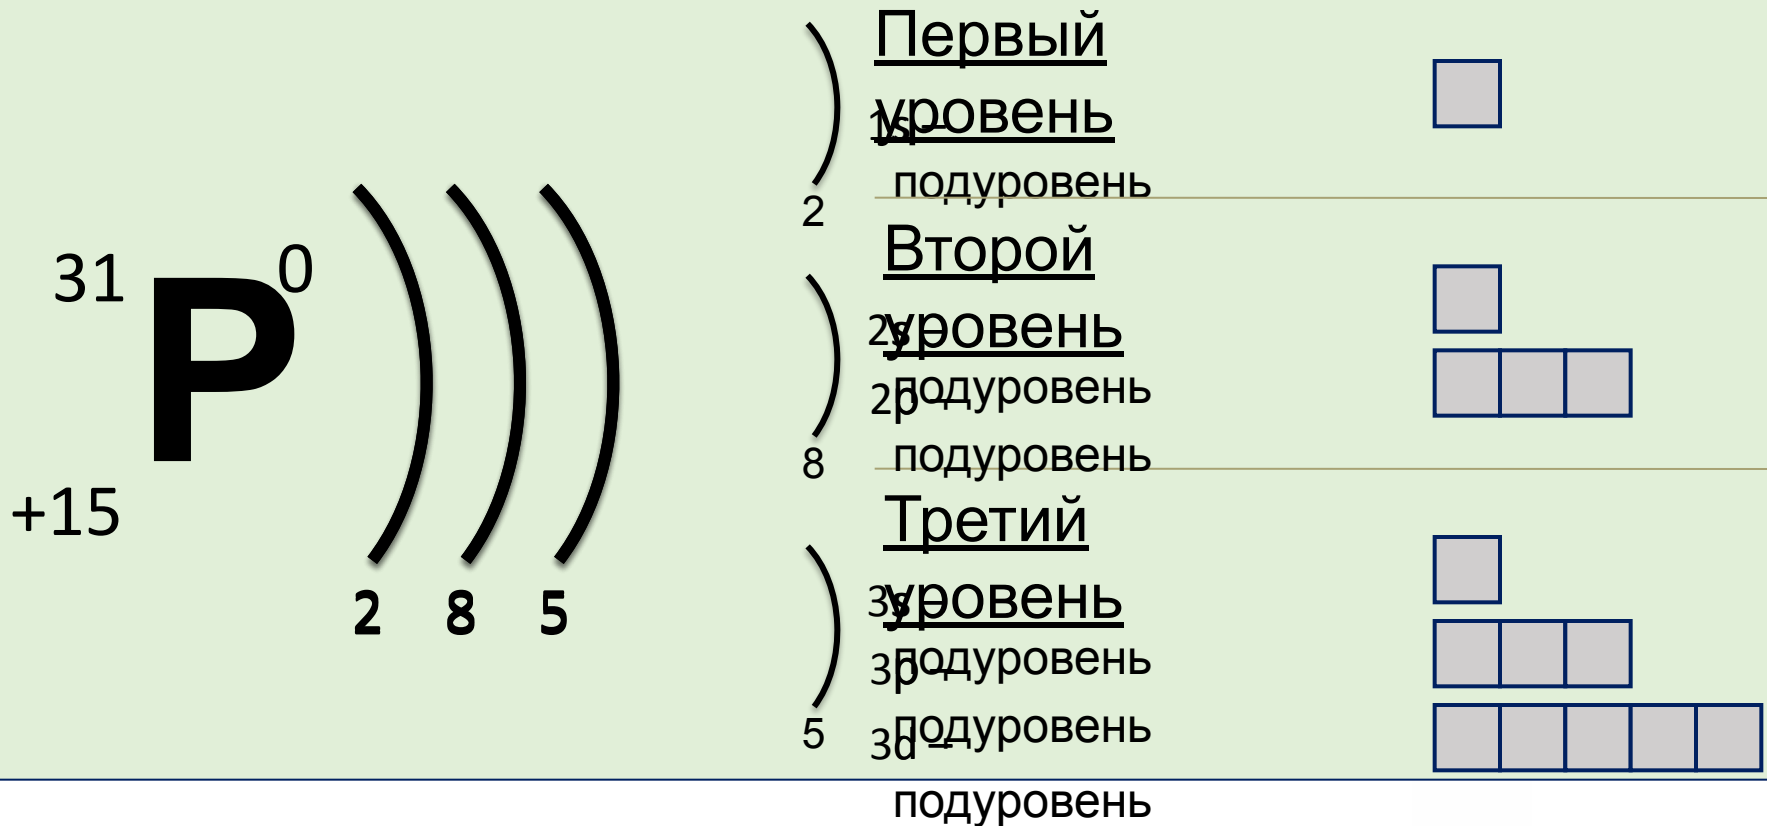 31
P
0
+15
2 8 5
Первый
уровень
1s –
подуровень
2
Второй
уровень
2s –
подуровень
2p –
подуровень
8
Третий
уровень
3s –
подуровень
3p –
подуровень
3d –
подуровень
5